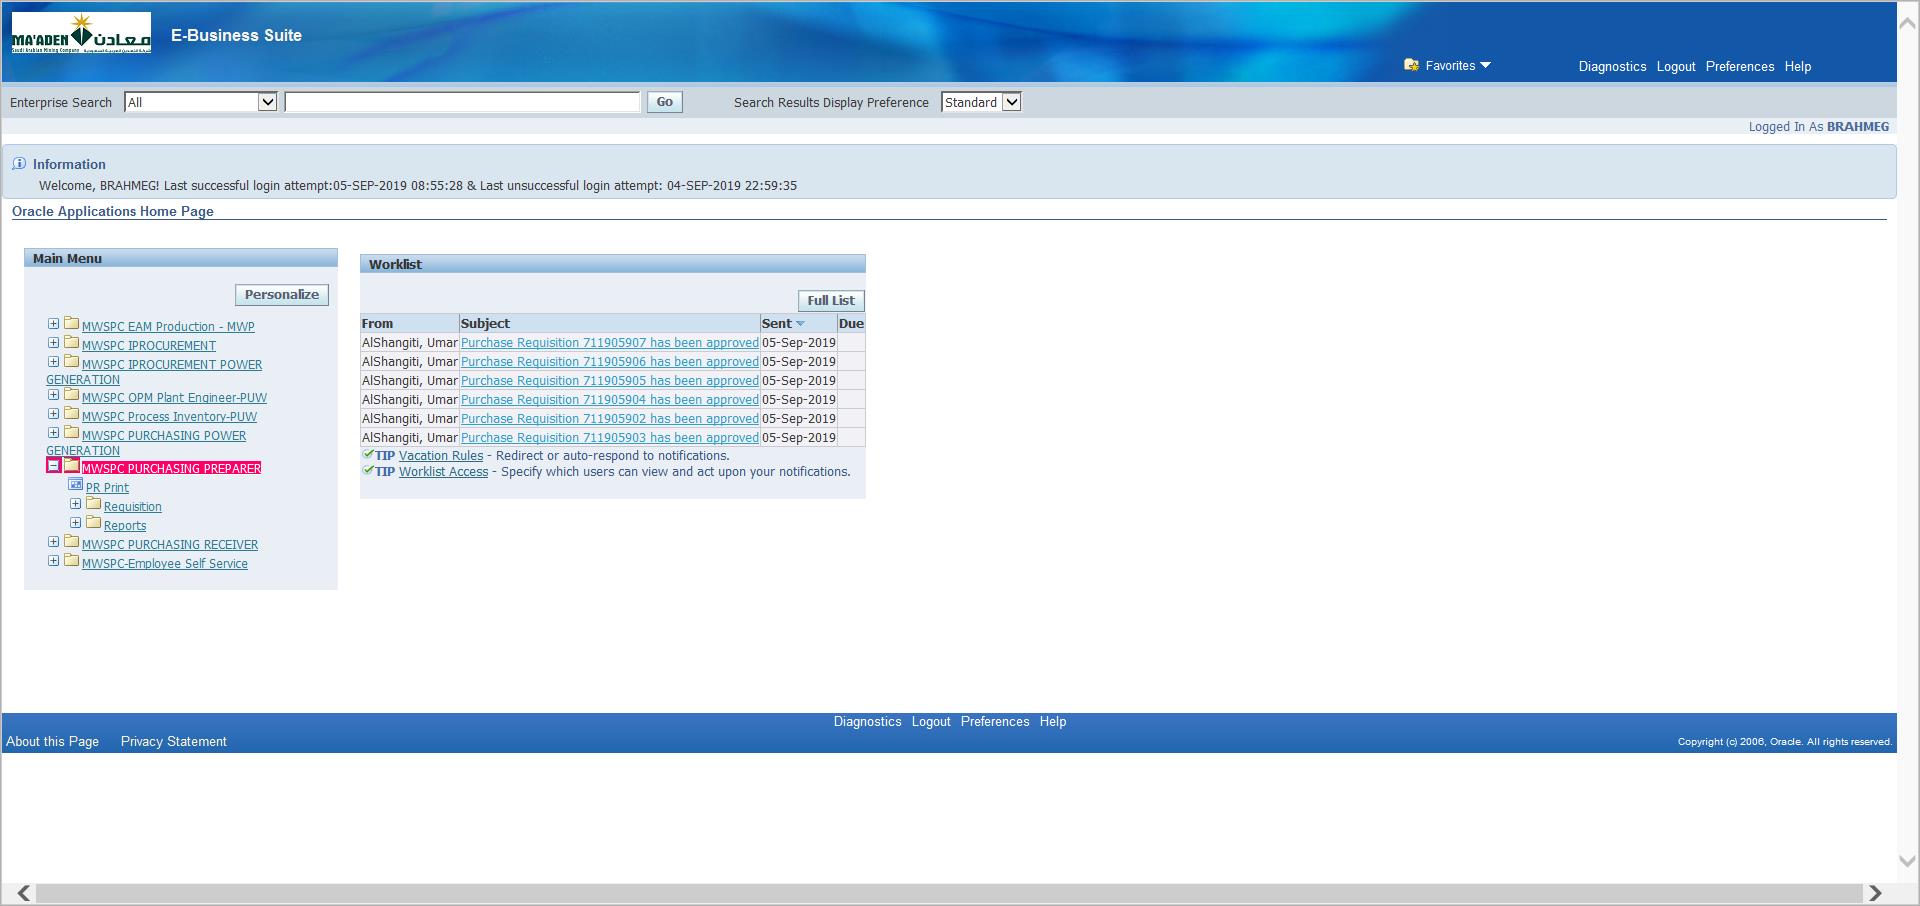 MA'ADEN معادن
Saudi Arabian Mining Company
E-Business Suite
Favorites
Diagnostics Logout Preferences Help
Enterprise Search All Go Search Results Display Preference Standard
Logged In As BRAHMEG
Information
Welcome, BRAHMEG! Last successful login attempt:05-SEP-2019 08:55:28 & Last unsuccessful login attempt: 04-SEP-2019 22:59:35
Oracle Applications Home Page
Main Menu
Personalize
MWSPC EAM Production - MWP
MWSPC IPROCUREMENT
MWSPC IPROCUREMENT POWER
GENERATION
MWSPC OPM Plant Engineer-PUW
MWSPC Process Inventory-PUW
MWSPC PURCHASING POWER
GENERATION
MWSPC PURCHASING PREPARER
PR Print
Requisition
Reports
MWSPC PURCHASING RECEIVER
MWSPC-Employee Self Service
Worklist
Full List
From Subject Sent Due
AlShangiti, Umar Purchase Requisition 711905907 has been approved 05-Sep-2019
AlShangiti, Umar Purchase Requisition 711905906 has been approved 05-Sep-2019
AlShangiti, Umar Purchase Requisition 711905905 has been approved 05-Sep-2019
AlShangiti, Umar Purchase Requisition 711905904 has been approved 05-Sep-2019
AlShangiti, Umar Purchase Requisition 711905902 has been approved 05-Sep-2019
AlShangiti, Umar Purchase Requisition 711905903 has been approved 05-Sep-2019
TIP Vacation Rules - Redirect or auto-respond to notifications.
TIP Worklist Access - Specify which users can view and act upon your notifications.
Diagnostics Logout Preferences Help
About this Page Privacy Statement
Copyright (c) 2006, Oracle. All rights reserved.